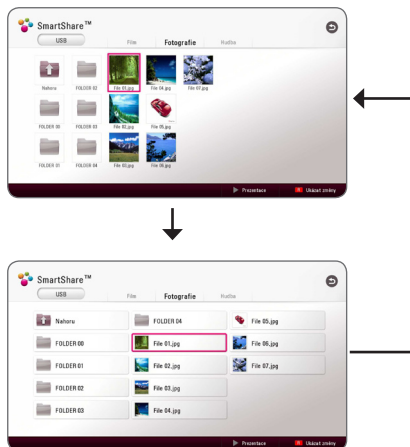 SmartShare™
USB
Film Fotografie Hudba
Nahoru FOLDER 02 File 01.jpg File 04.jpg File 07.jpg
FOLDER 00 FOLDER 03 File 02.jpg File 05.jpg
FOLDER 01 FOLDER 04 File 03.jpg File 06.jpg
Prezentace Ukázat změny
SmartShare™
USB
Film Fotografie Hudba
Nahoru FOLDER 04 File 05.jpg
FOLDER 00 File 01.jpg File 06.jpg
FOLDER 01 File 02.jpg File 07.jpg
FOLDER 02 File 03.jpg
FOLDER 03 File 04.jpg
Prezentace Ukázat změny